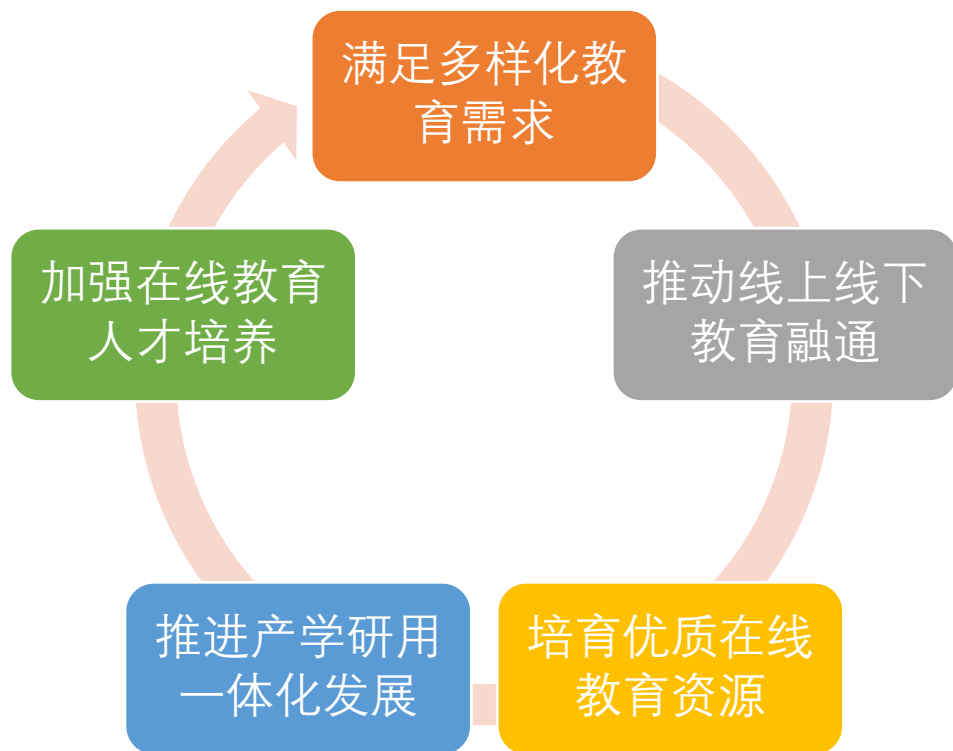 满足多样化教
育需求
推动线上线下
教育融通
培育优质在线
教育资源
推进产学研用
一体化发展
加强在线教育
人才培养